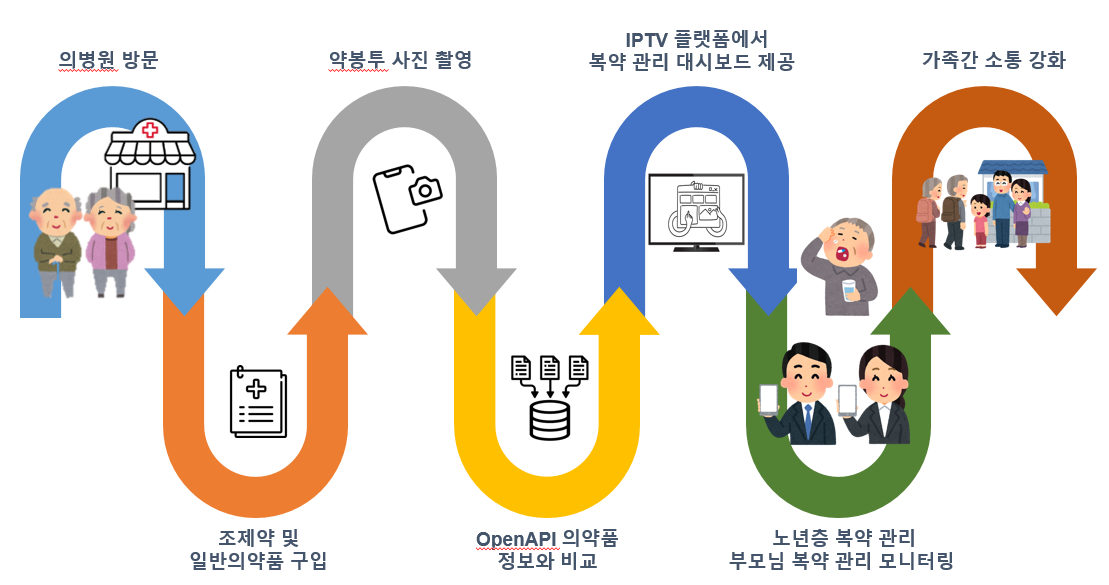 의병원 방문
조제약 및
일반의약품 구입
약봉투 사진 촬영
OpenAPI 의약품
정보와 비교
IPTV 플랫폼에서
복약 관리 대시보드 제공
노년층 복약 관리
부모님 복약 관리 모니터링
가족간 소통 강화